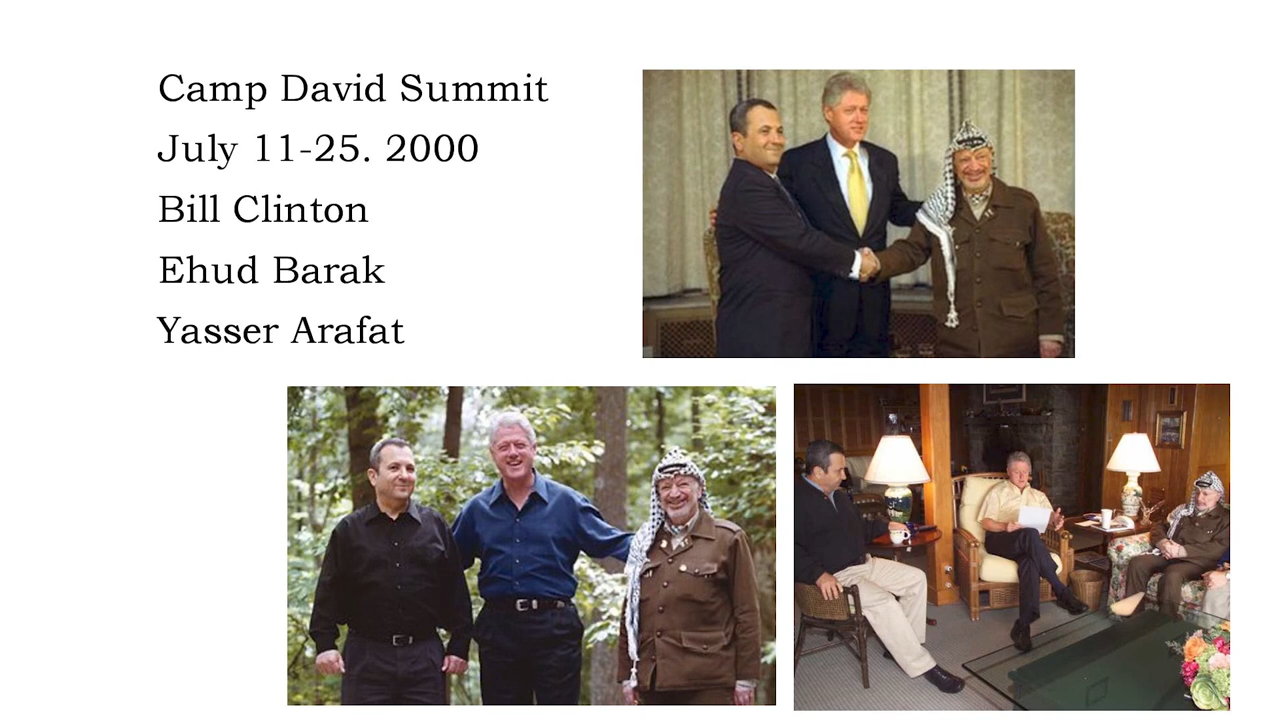 Camp David Summit
July 11-25. 2000
Bill Clinton
Ehud Barak
Yasser Arafat